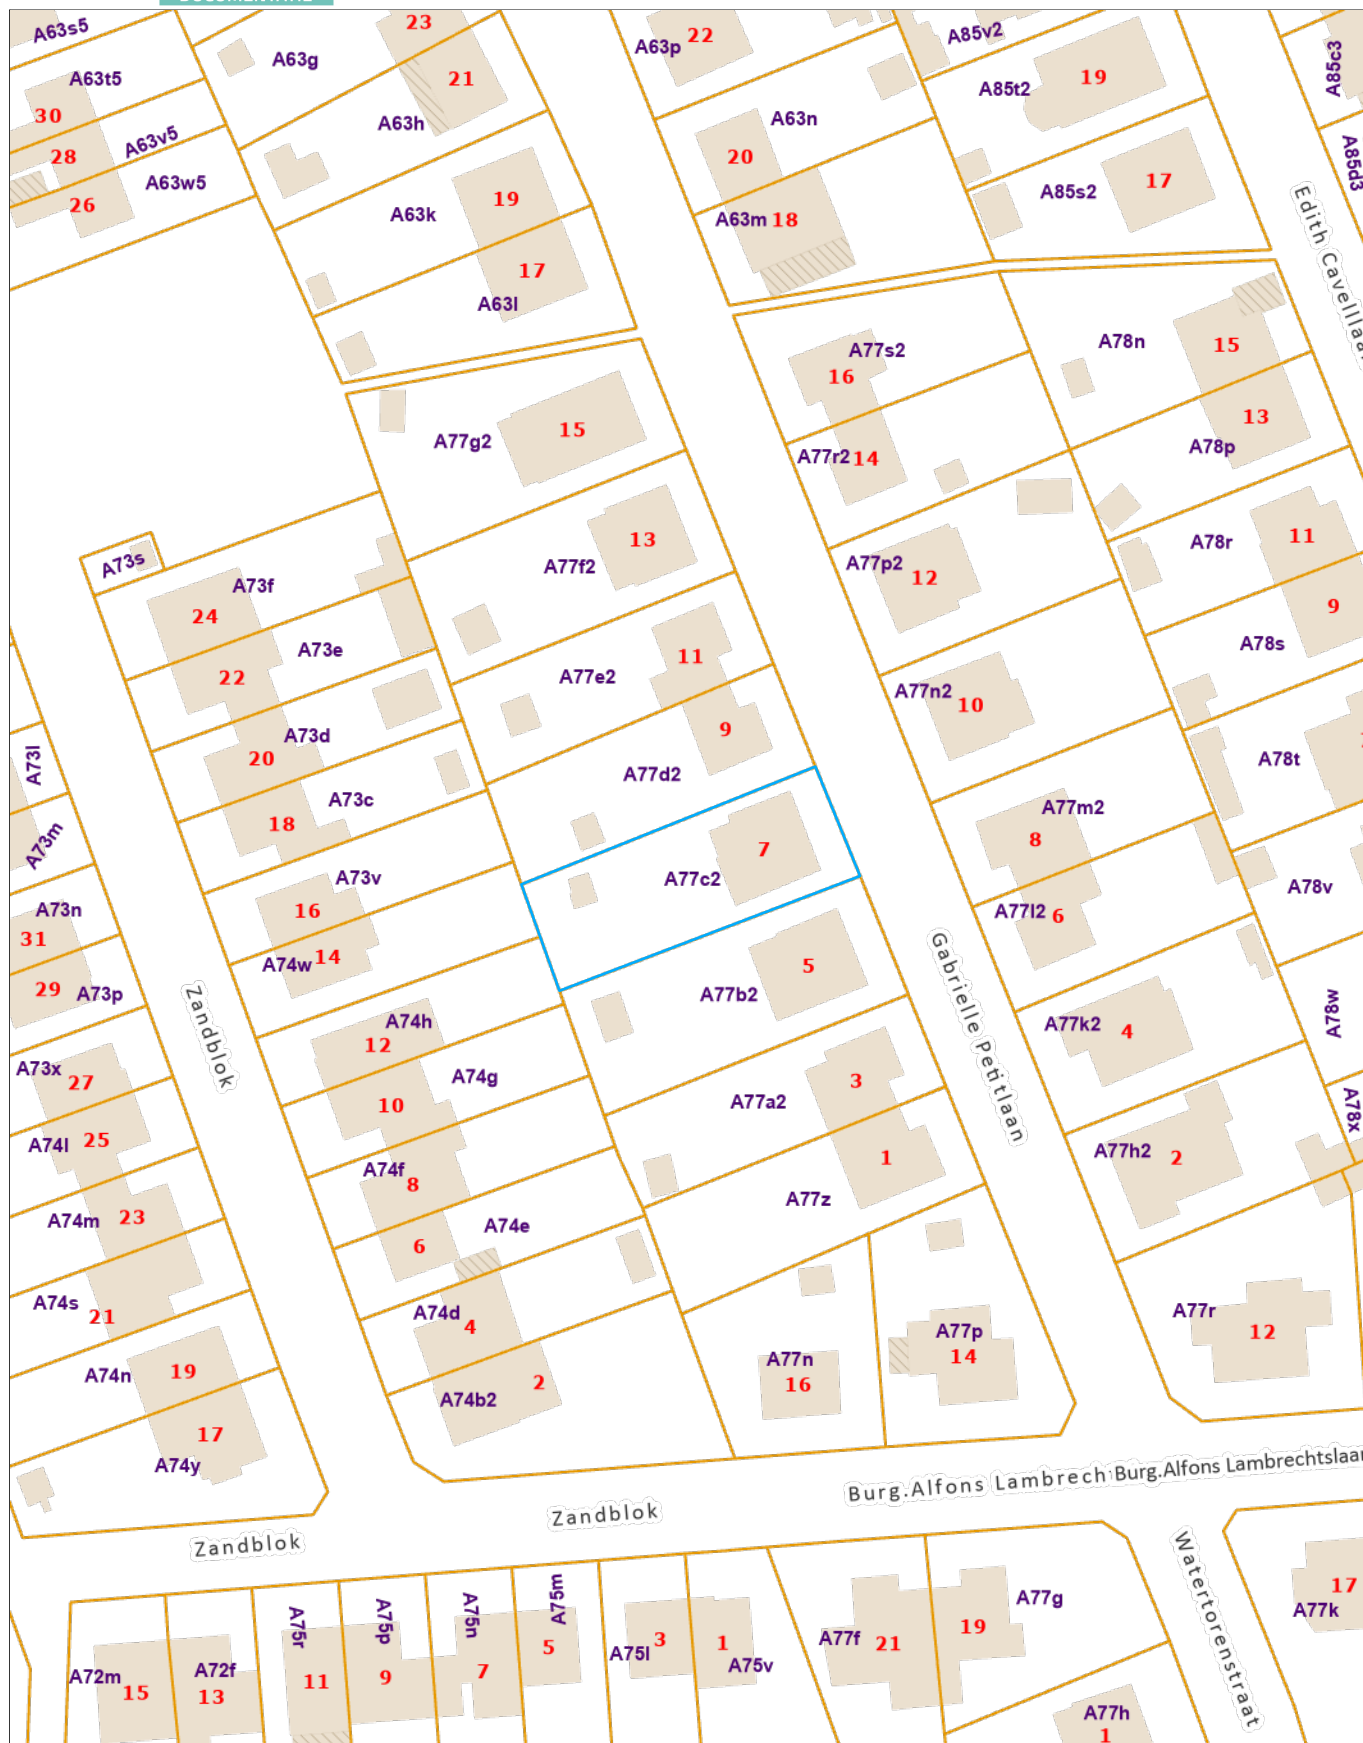 A63s5
23
A63g
21
A63p
22
A85v2
19
A85t2
A85c3
A63t5
30
A63h
A63n
28
A63v5
20
A85d3
A63w5
26
A63k
19
A63m 18
A85s2
17
17
A63l
Edith Cavelllaan
A77s2
16
A78n
15
A77g2
15
A77r2 14
13
A78p
13
A77f2
A77p2
12
A78r
11
A73s
A73f
24
A73e
22
A77e2
11
9
A78s
A77n2
10
A73d
20
9
A77d2
A78t
A73l
A73c
18
A73m
A77m2
8
7
A77c2
A73v
16
A77l2 6
A78v
A73n
31
A74w 14
5
A77b2
29
A73p
Zandblok
Gabrielle Petitlaan
A74h
12
A77k2
4
A78w
A73x
27
A74g
10
3
A77a2
A78x
A74l
25
A74f
8
1
A77h2
2
A77z
A74m
23
A74e
6
A74s
21
A74d
4
A77r
12
A77p
14
A74n
19
A77n
16
2
A74b2
17
A74y
Burg.Alfons Lambrech
Burg.Alfons Lambrechtslaan
Zandblok
Zandblok
Watertorenstraat
A75r
A75p
A75n
A75m
A77g
17
A77k
A72m
15
A72f
13
11
9
7
5
A75l
3
1
A75v
A77f
21
19
A77h
1